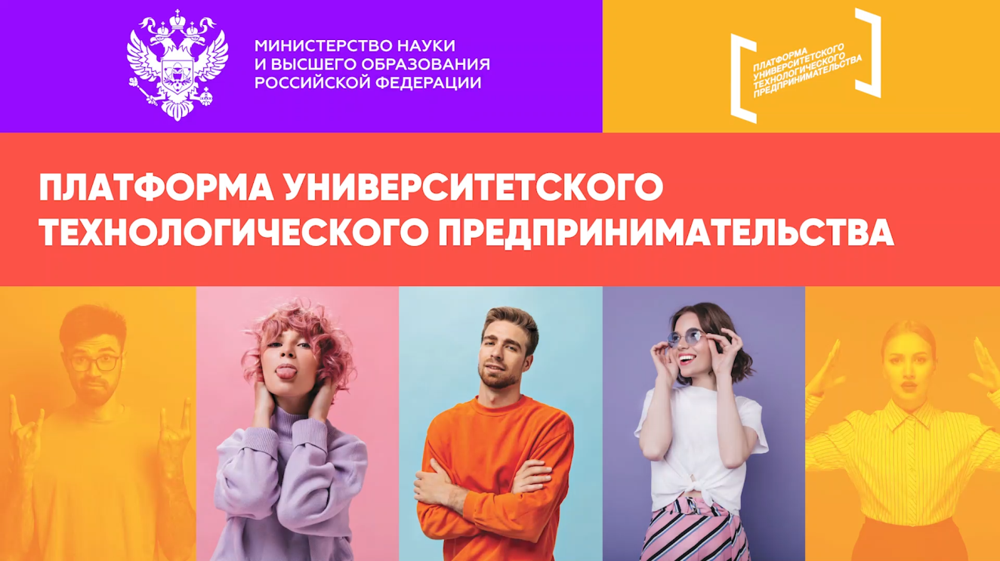 МИНИСТЕРСТВО НАУКИ
И ВЫСШЕГО ОБРАЗОВАНИЯ
РОССИЙСКОЙ ФЕДЕРАЦИИ
ПЛАТФОРМА
УНИВЕРСИТЕТСКОГО
ТЕХНОЛОГИЧЕСКОГО
ПРЕДПРИНИМАТЕЛЬСТВА
ПЛАТФОРМА УНИВЕРСИТЕТСКОГО
ТЕХНОЛОГИЧЕСКОГО ПРЕДПРИНИМАТЕЛЬСТВА